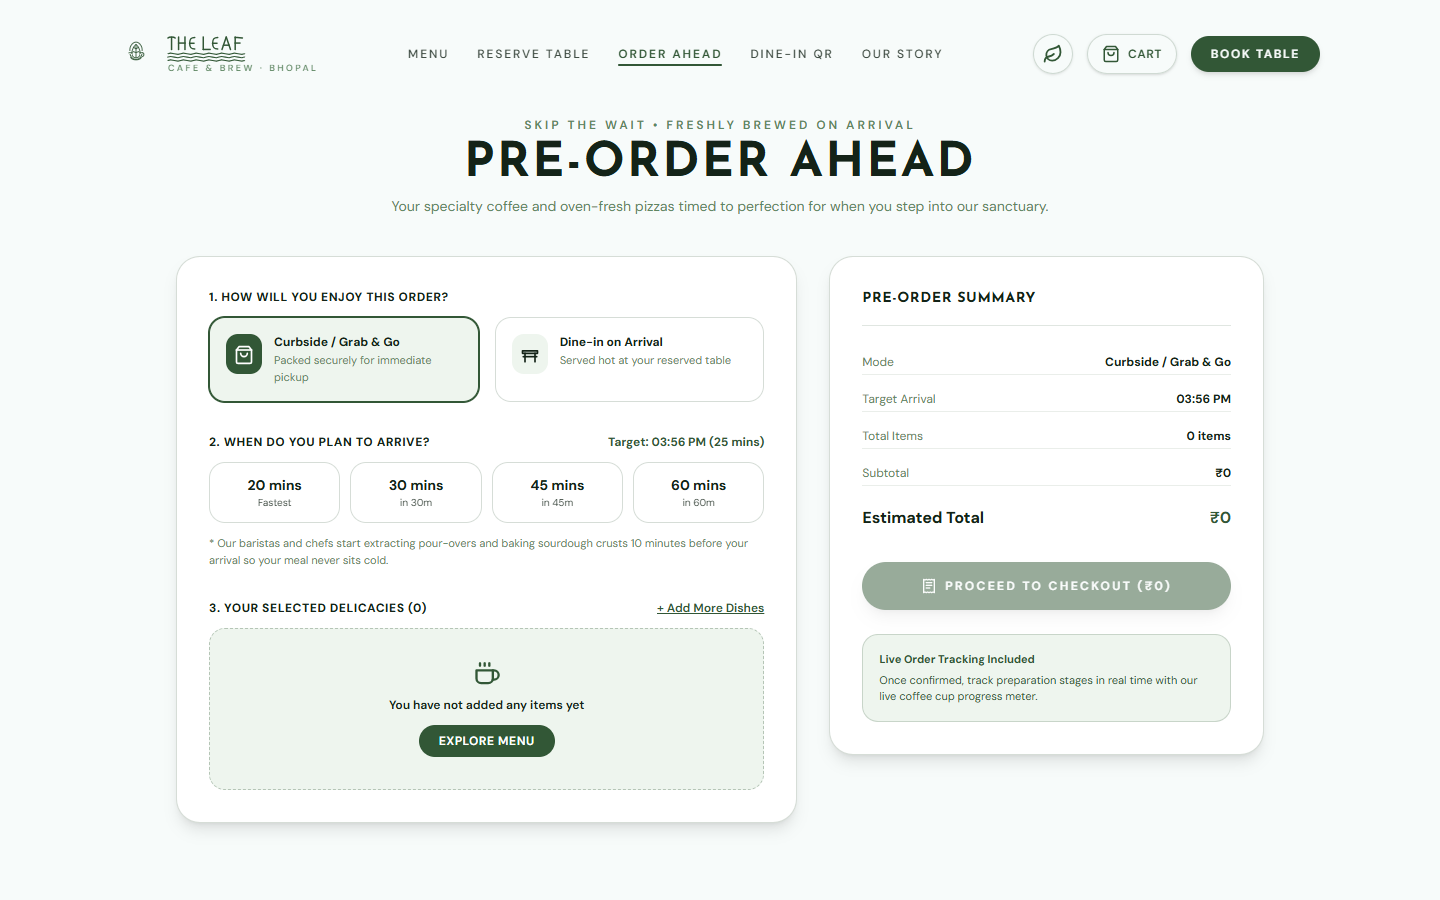 THE LEAF
CAFE & BREW · BHOPAL
MENU
RESERVE TABLE
ORDER AHEAD
DINE-IN QR
OUR STORY
CART
BOOK TABLE
SKIP THE WAIT • FRESHLY BREWED ON ARRIVAL
PRE-ORDER AHEAD
Your specialty coffee and oven-fresh pizzas timed to perfection for when you step into our sanctuary.
1. HOW WILL YOU ENJOY THIS ORDER?
Curbside / Grab & Go
Packed securely for immediate
pickup
Dine-in on Arrival
Served hot at your reserved table
2. WHEN DO YOU PLAN TO ARRIVE?
Target: 03:56 PM (25 mins)
20 mins
Fastest
30 mins
in 30m
45 mins
in 45m
60 mins
in 60m
* Our baristas and chefs start extracting pour-overs and baking sourdough crusts 10 minutes before your
arrival so your meal never sits cold.
3. YOUR SELECTED DELICACIES (0)
+ Add More Dishes
You have not added any items yet
EXPLORE MENU
PRE-ORDER SUMMARY
Mode
Curbside / Grab & Go
Target Arrival
03:56 PM
Total Items
0 items
Subtotal
₹0
Estimated Total
₹0
PROCEED TO CHECKOUT (₹0)
Live Order Tracking Included
Once confirmed, track preparation stages in real time with our
live coffee cup progress meter.